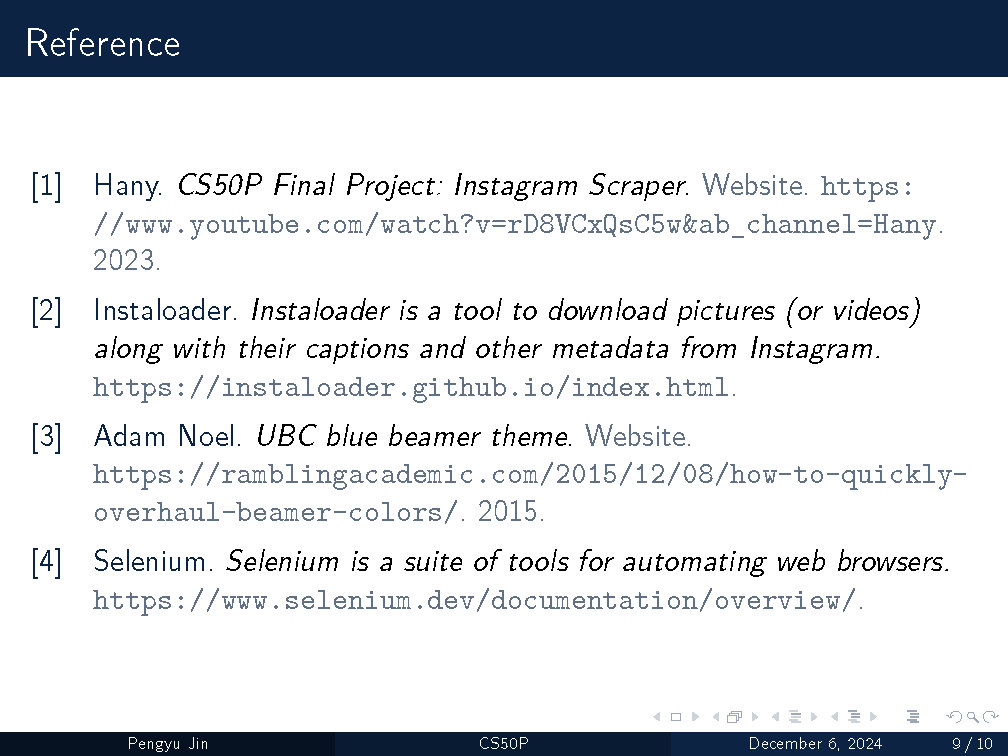 Reference
[1] Hany. CS50P Final Project: Instagram Scraper. Website. https:
//www.youtube.com/watch?v=rD8VCxQsC5w&ab_channel=Hany.
2023.
[2] Instaloader. Instaloader is a tool to download pictures (or videos)
along with their captions and other metadata from Instagram.
https://instaloader.github.io/index.html.
[3] Adam Noel. UBC blue beamer theme. Website.
https://ramblingacademic.com/2015/12/08/how-to-quickly-
overhaul-beamer-colors/. 2015.
[4] Selenium. Selenium is a suite of tools for automating web browsers.
https://www.selenium.dev/documentation/overview/.
Pengyu Jin CS50P December 6, 2024 9 / 10